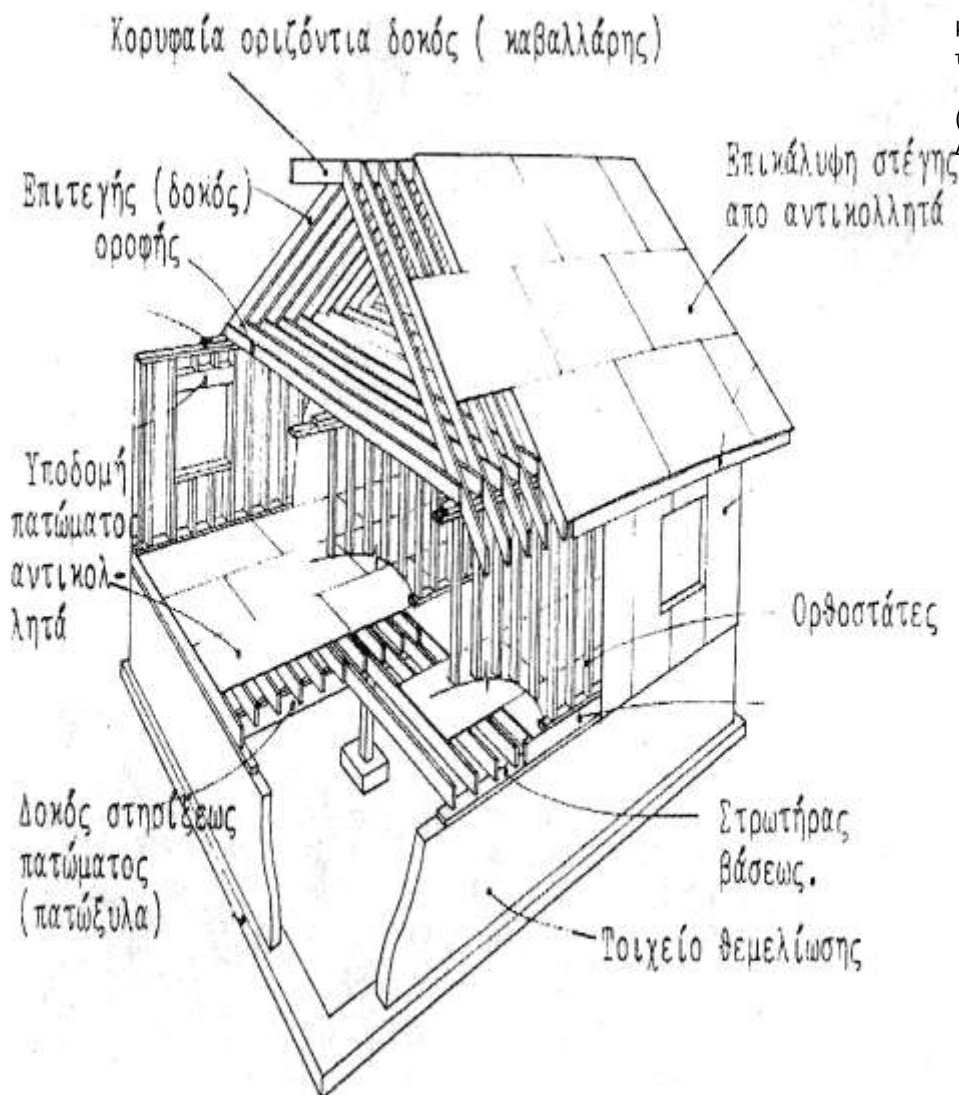 Κορυφαία οριζόντια δοκός ( καβαλλάρης)
Επιτεγής (δοκός)
οροφής
Επικάλυψη στέγης
απο αντικολλητά
Υποδομή
πατώματος
αντικολ-
λητά
Ορθοστάτες
Δοκός στηρίξεως
πατώματος
(πατώξυλα)
Στρωτήρας
βάσεως.
Τοιχείο θεμελίωσης